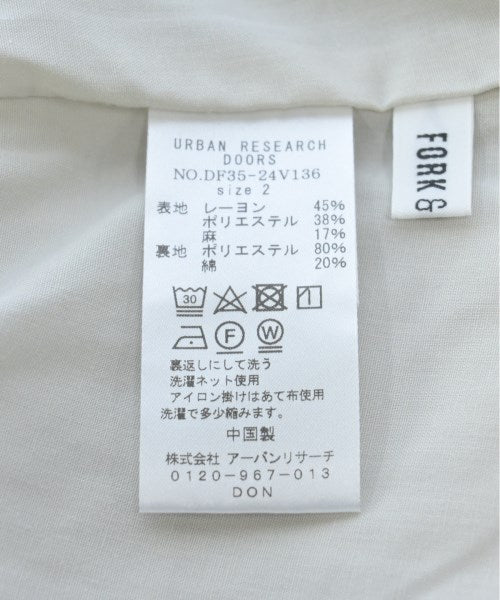 URBAN RESEARCH
DOORS
NO.DF35-24V136
size 2
表地 レーヨン 45%
ポリエステル 38%
麻 17%
裏地 ポリエステル 80%
綿 20%
30
F W
裏返しにして洗う
洗濯ネット使用
アイロン掛けはあて布使用
洗濯で多少縮みます。
中国製
株式会社 アーバンリサーチ
0120-967-013
DON
FORK &